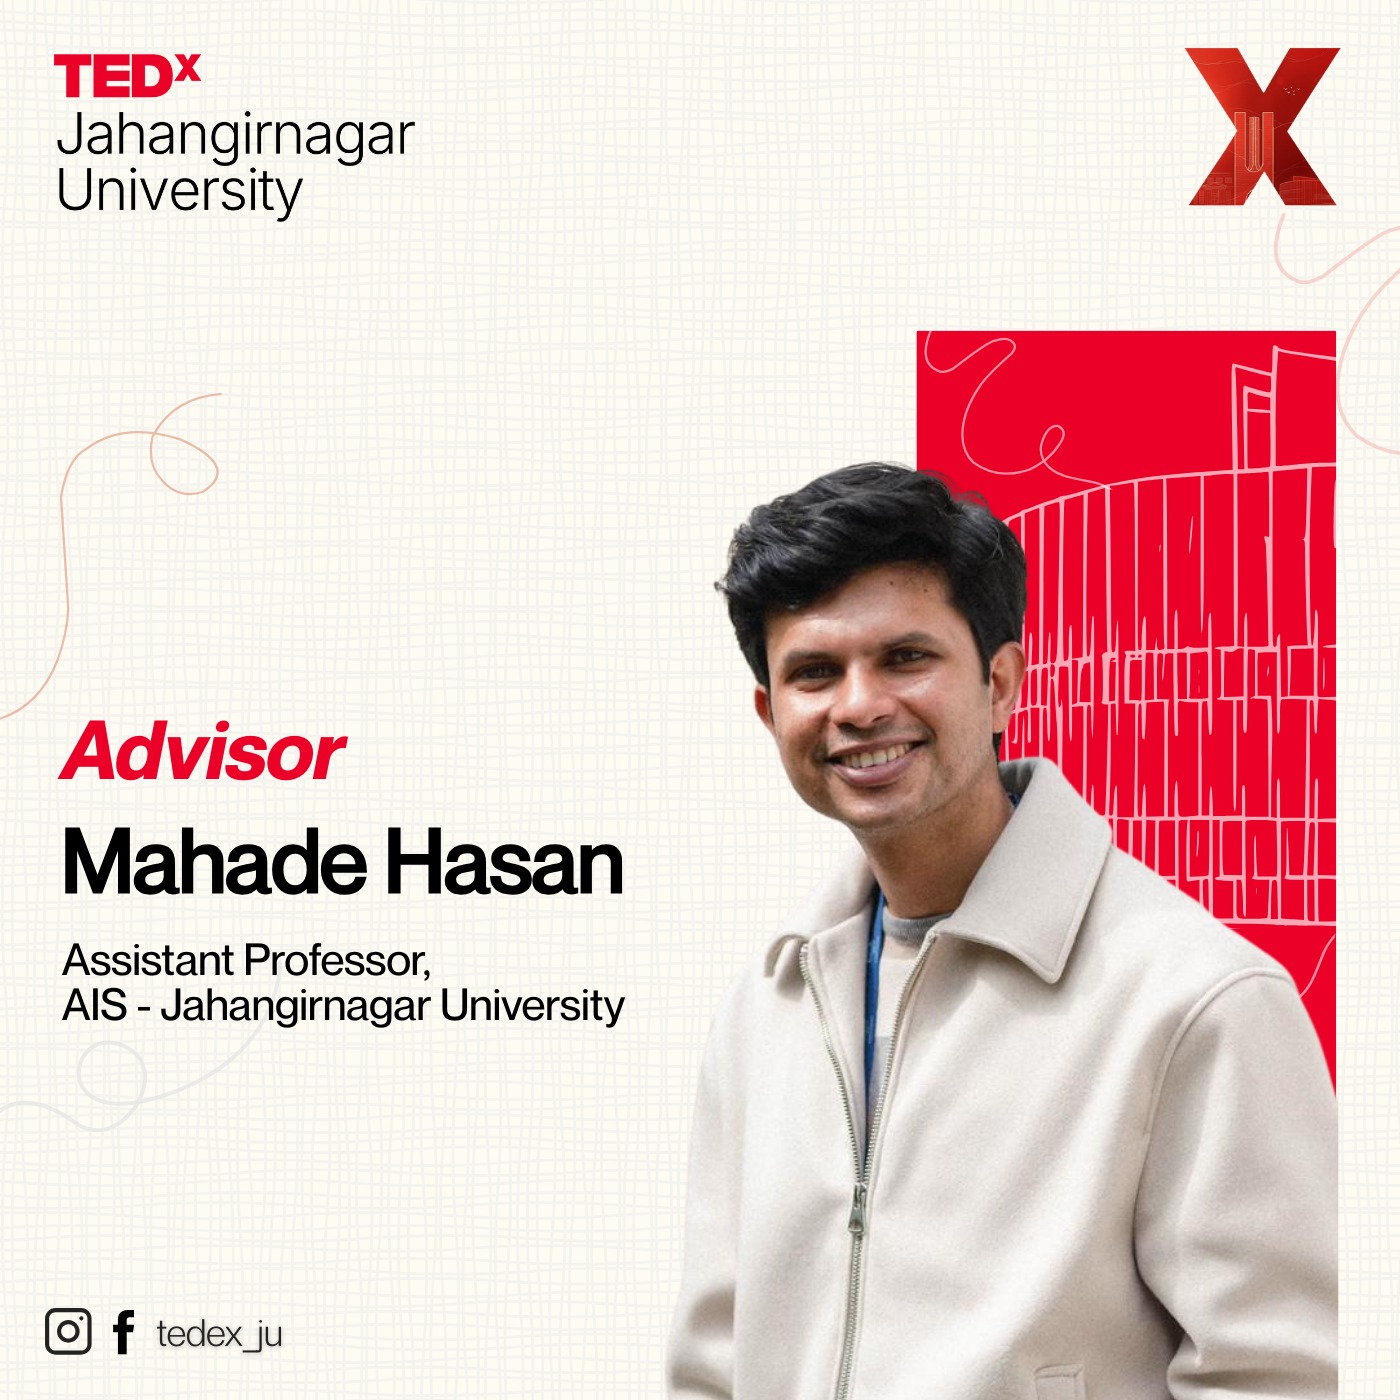 TEDx
Jahangirnagar
University
Advisor
Mahade Hasan
Assistant Professor,
AIS - Jahangirnagar University
tedex_ju